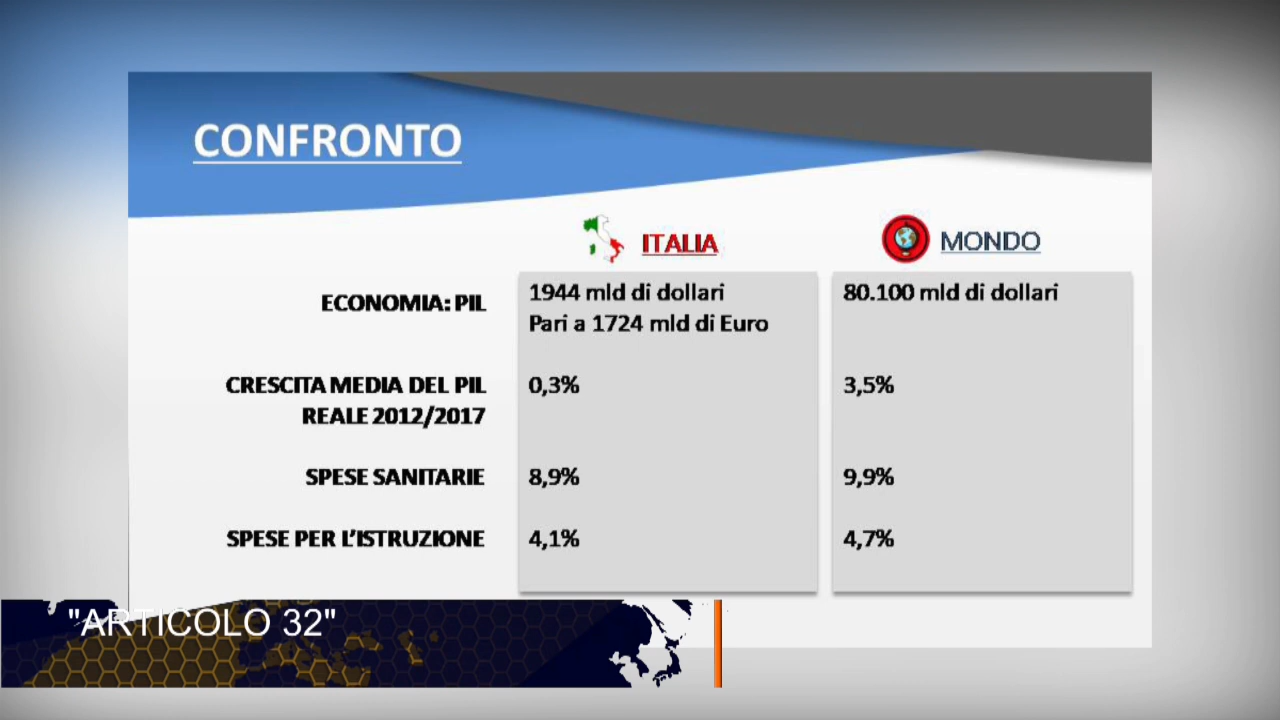 CONFRONTO
ITALIA
MONDO
ECONOMIA: PIL
1944 mld di dollari
Pari a 1724 mld di Euro
80.100 mld di dollari
CRESCITA MEDIA DEL PIL
REALE 2012/2017
0,3%
3,5%
SPESE SANITARIE
8,9%
9,9%
SPESE PER L'ISTRUZIONE
4,1%
4,7%
"ARTICOLO 32"